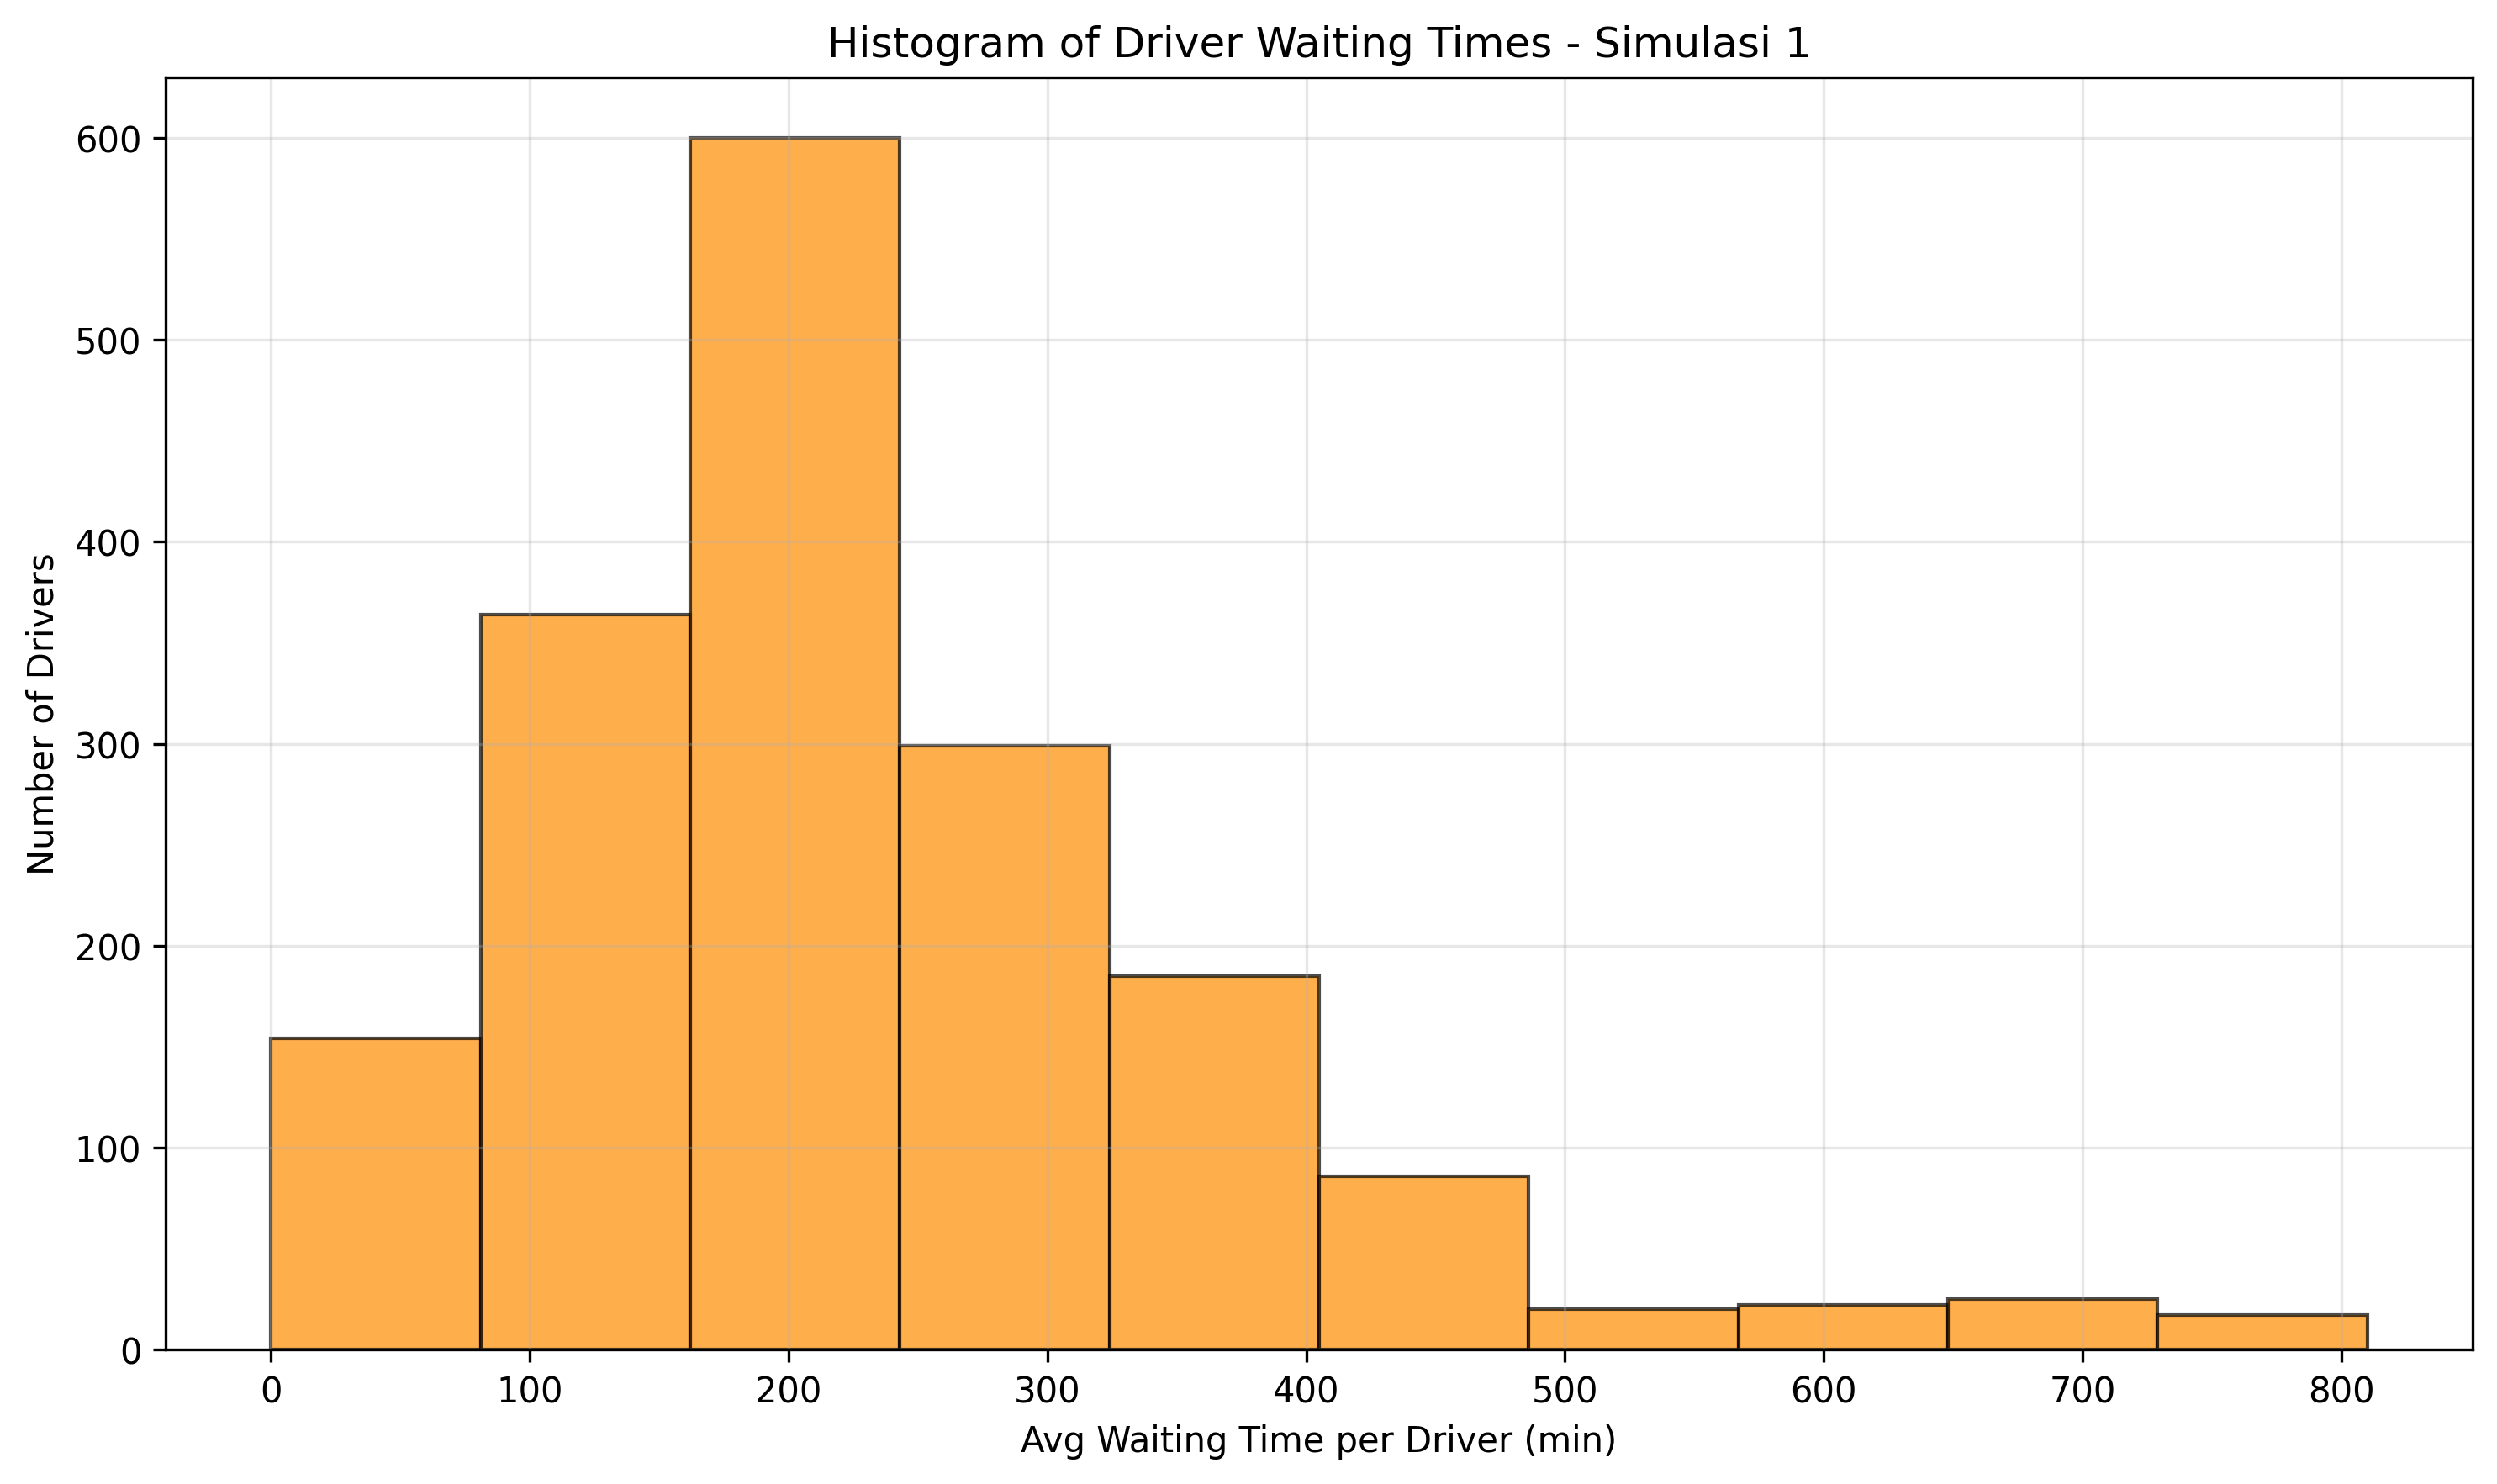 Histogram of Driver Waiting Times - Simulasi 1
Number of Drivers
600
500
400
300
200
100
0
0 100 200 300 400 500 600 700 800
Avg Waiting Time per Driver (min)